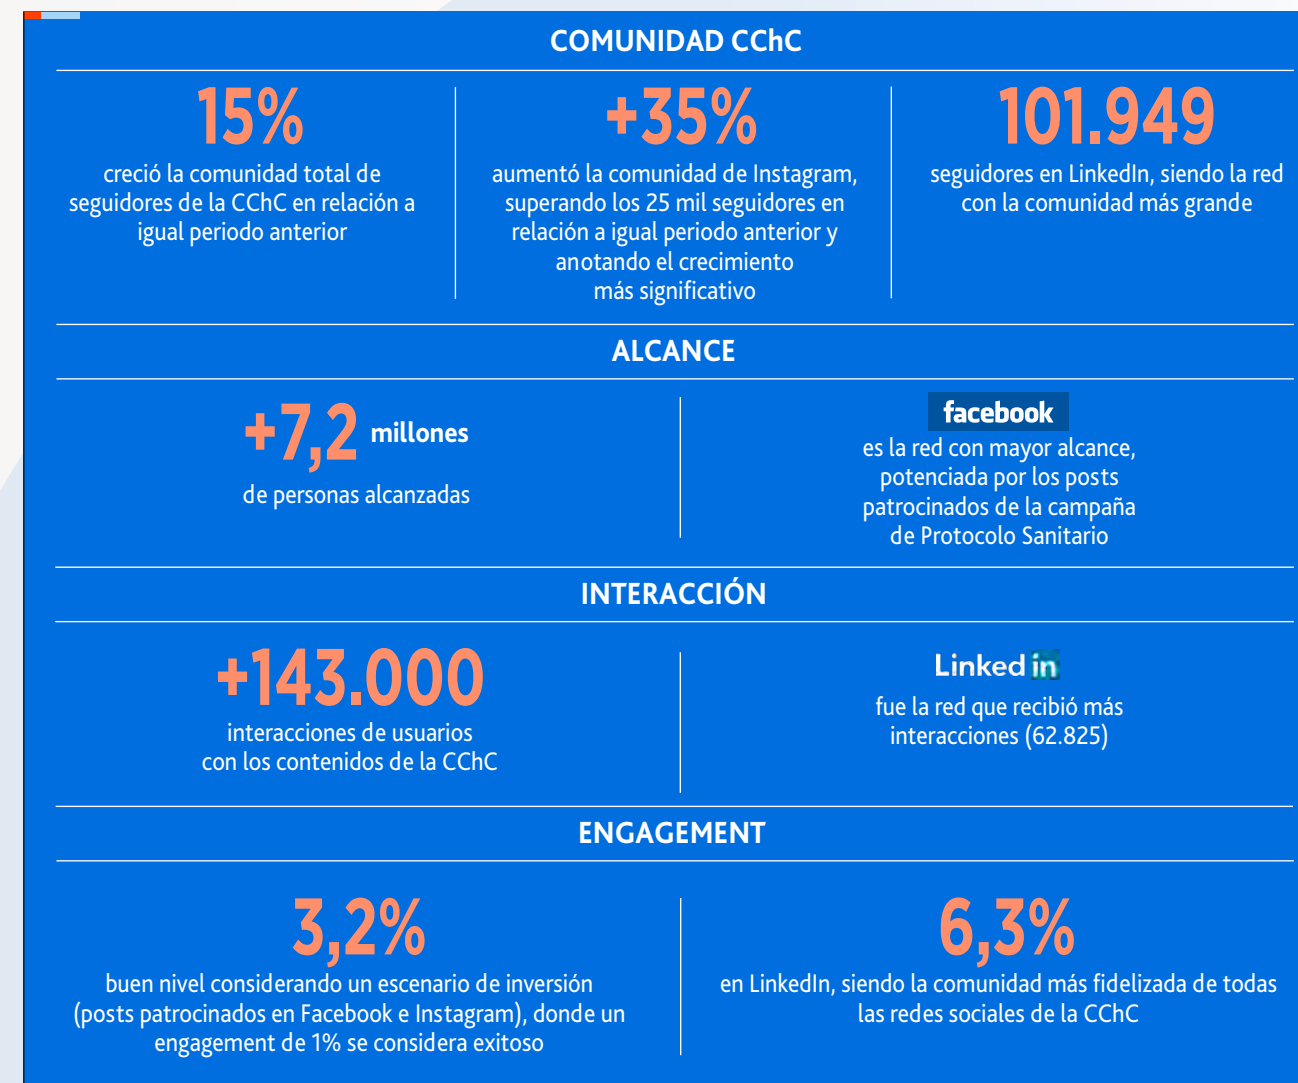 COMUNIDAD CChC
15%
creció la comunidad total de
seguidores de la CChC en relación a
igual periodo anterior
+35%
aumentó la comunidad de Instagram,
superando los 25 mil seguidores en
relación a igual periodo anterior y
anotando el crecimiento
más significativo
101.949
seguidores en LinkedIn, siendo la red
con la comunidad más grande
ALCANCE
+7,2 millones
de personas alcanzadas
facebook
es la red con mayor alcance,
potenciada por los posts
patrocinados de la campaña
de Protocolo Sanitario
INTERACCIÓN
+143.000
interacciones de usuarios
con los contenidos de la CChC
Linked in
fue la red que recibió más
interacciones (62.825)
ENGAGEMENT
3,2%
buen nivel considerando un escenario de inversión
(posts patrocinados en Facebook e Instagram), donde un
engagement de 1% se considera exitoso
6,3%
en LinkedIn, siendo la comunidad más fidelizada de todas
las redes sociales de la CChC